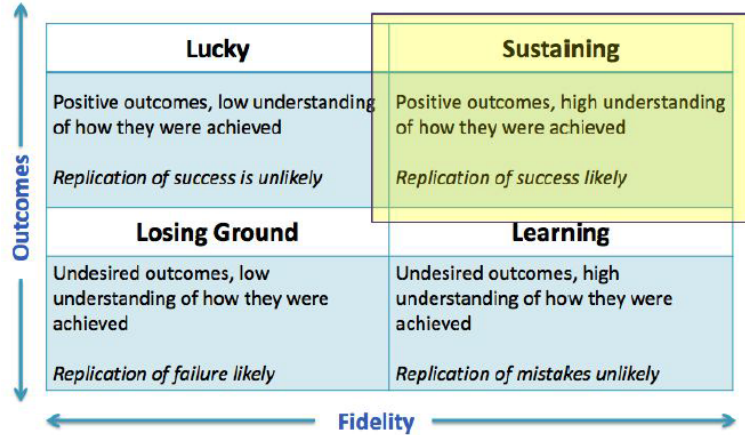 Outcomes
Lucky
Positive outcomes, low understanding
of how they were achieved
Replication of success is unlikely
Sustaining
Positive outcomes, high understanding
of how they were achieved
Replication of success likely
Losing Ground
Undesired outcomes, low
understanding of how they were
achieved
Replication of failure likely
Learning
Undesired outcomes, high
understanding of how they were
achieved
Replication of mistakes unlikely
Fidelity